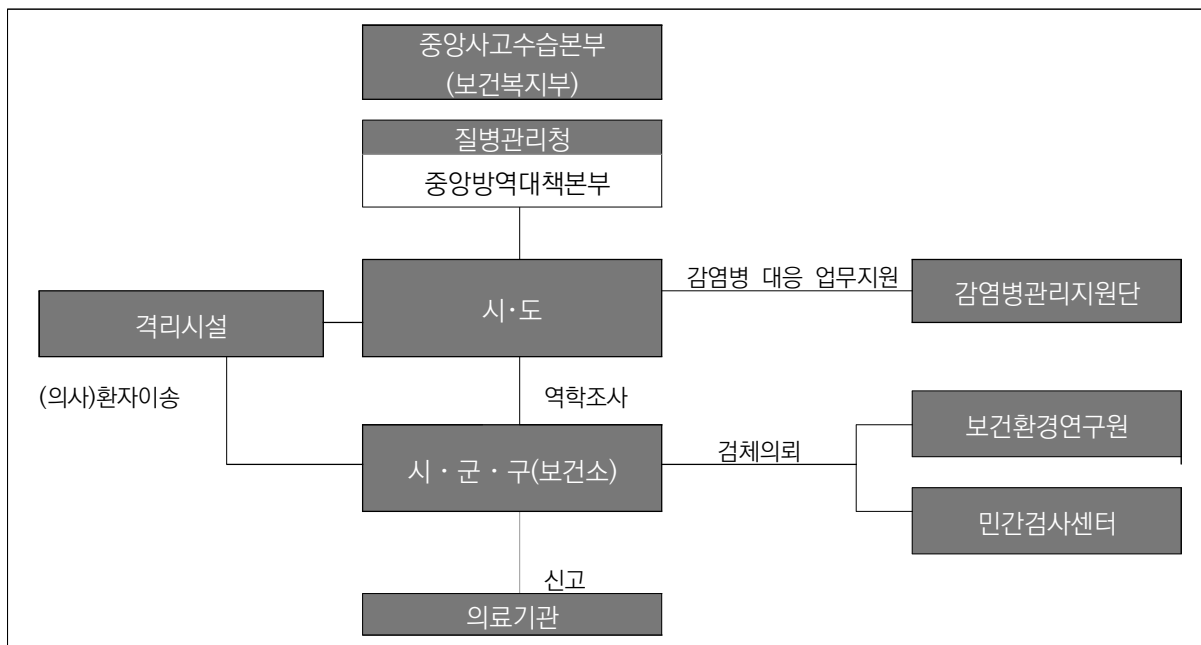 중앙사고수습본부
(보건복지부)
질병관리청
중앙방역대책본부
감염병 대응 업무지원
시·도
감염병관리지원단
격리시설
(의사)환자이송
역학조사
보건환경연구원
검체의뢰
시 · 군 · 구(보건소)
민간검사센터
신고
의료기관